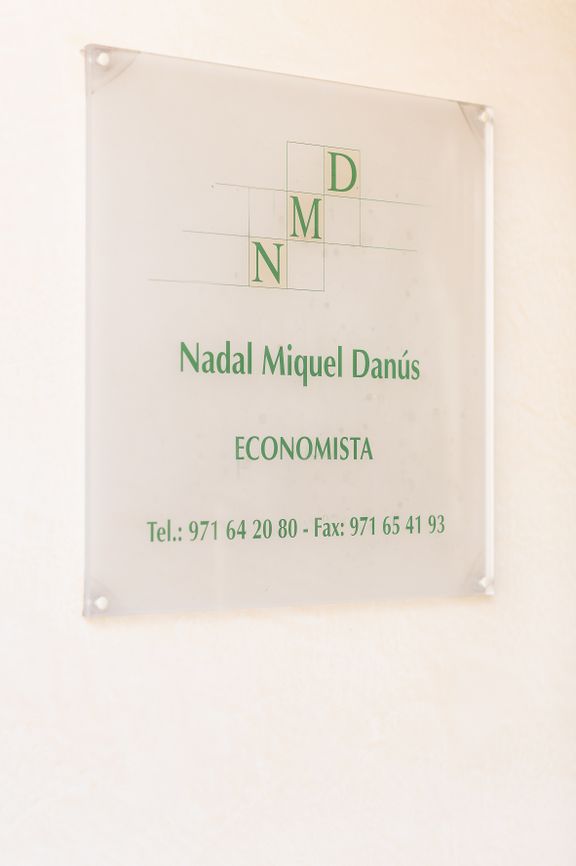 D
M
N
Nadal Miquel Danús
ECONOMISTA
Tel.: 971 64 20 80 - Fax: 971 65 41 93